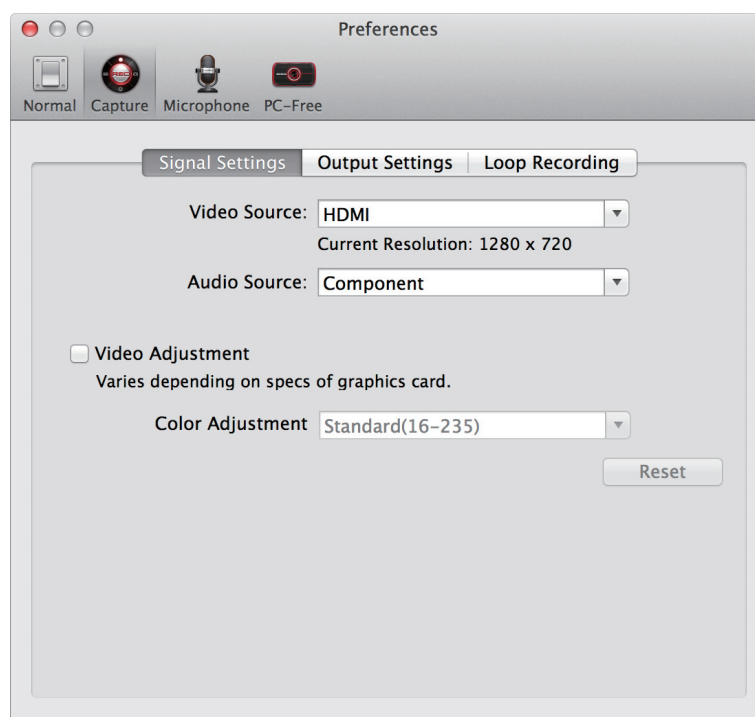 Preferences
Normal Capture Microphone PC-Free
REC
Signal Settings Output Settings Loop Recording
Video Source: HDMI
Current Resolution: 1280 x 720
Audio Source: Component
Video Adjustment
Varies depending on specs of graphics card.
Color Adjustment Standard(16-235)
Reset